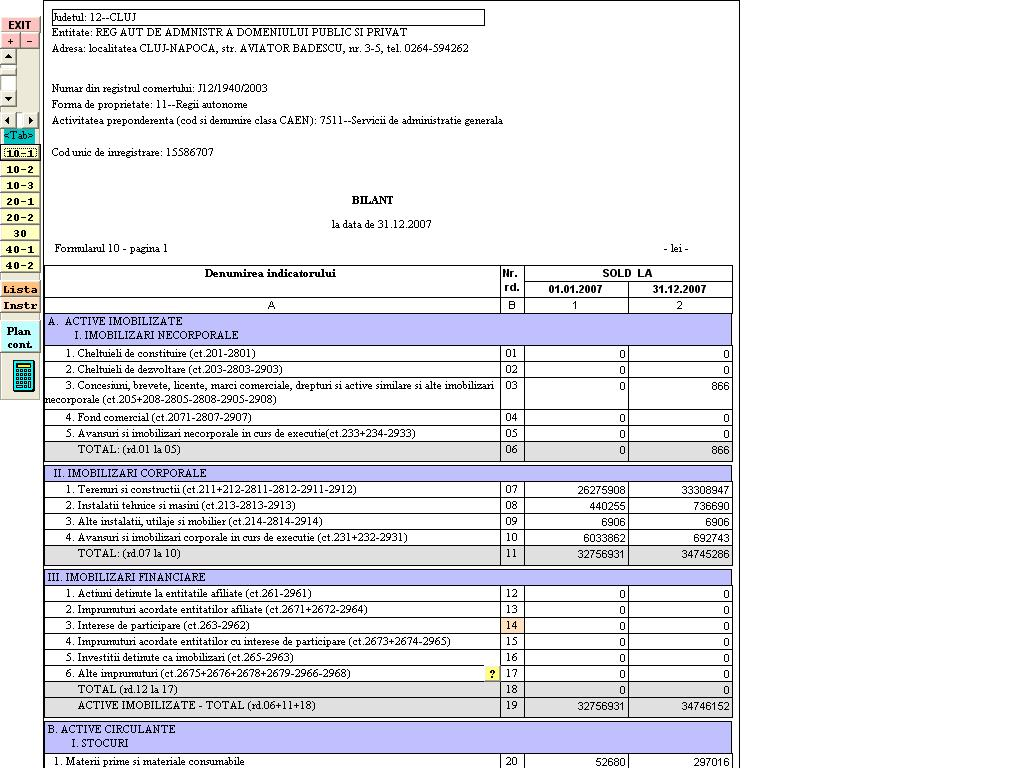 EXIT
+ -
<Tab>
10-1
10-2
10-3
20-1
20-2
30
40-1
40-2
Lista
Instr
Plan
cont.
Judetul: 12--CLUJ
Entitate: REG AUT DE ADMNISTR A DOMENIULUI PUBLIC SI PRIVAT
Adresa: localitatea CLUJ-NAPOCA, str. AVIATOR BADESCU, nr. 3-5, tel. 0264-594262
Numar din registrul comertului: J12/1940/2003
Forma de proprietate: 11--Regii autonome
Activitatea preponderenta (cod si denumire clasa CAEN): 7511--Servicii de administratie generala
Cod unic de inregistrare: 15586707
BILANT
la data de 31.12.2007
Formularul 10 - pagina 1 - lei -
Denumirea indicatorului Nr. rd. SOLD LA
01.01.2007 31.12.2007
A B 1 2
A. ACTIVE IMOBILIZATE
I. IMOBILIZARI NECORPORALE
1. Cheltuieli de constituire (ct.201-2801) 01 0 0
2. Cheltuieli de dezvoltare (ct.203-2803-2903) 02 0 0
3. Concesiuni, brevete, licente, marci comerciale, drepturi si active similare si alte imobilizari 03 0 866
necorporale (ct.205+208-2805-2808-2905-2908)
4. Fond comercial (ct.2071-2807-2907) 04 0 0
5. Avansuri si imobilizari necorporale in curs de executie(ct.233+234-2933) 05 0 0
TOTAL: (rd.01 la 05) 06 0 866
II. IMOBILIZARI CORPORALE
1. Terenuri si constructii (ct.211+212-2811-2812-2911-2912) 07 26275908 33308947
2. Instalatii tehnice si masini (ct.213-2813-2913) 08 440255 736690
3. Alte instalatii, utilaje si mobilier (ct.214-2814-2914) 09 6906 6906
4. Avansuri si imobilizari corporale in curs de executie (ct.231+232-2931) 10 6033862 692743
TOTAL: (rd.07 la 10) 11 32756931 34745286
III. IMOBILIZARI FINANCIARE
1. Actiuni detinute la entitatile afiliate (ct.261-2961) 12 0 0
2. Imprumuturi acordate entitatilor afiliate (ct.2671+2672-2964) 13 0 0
3. Interese de participare (ct.263-2962) 14 0 0
4. Imprumuturi acordate entitatilor cu interese de participare (ct.2673+2674-2965) 15 0 0
5. Investitii detinute ca imobilizari (ct.265-2963) 16 0 0
6. Alte imprumuturi (ct.2675+2676+2678+2679-2966-2968) ? 17 0 0
TOTAL (rd.12 la 17) 18 0 0
ACTIVE IMOBILIZATE - TOTAL (rd.06+11+18) 19 32756931 34746152
B. ACTIVE CIRCULANTE
I. STOCURI
1. Materii prime si materiale consumabile 20 52680 297016